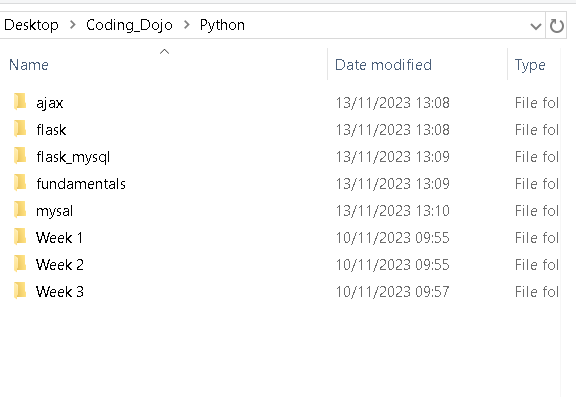 Desktop > Coding_Dojo > Python
Name Date modified Type
ajax 13/11/2023 13:08 File fol
flask 13/11/2023 13:08 File fol
flask_mysql 13/11/2023 13:09 File fol
fundamentals 13/11/2023 13:09 File fol
mysal 13/11/2023 13:10 File fol
Week 1 10/11/2023 09:55 File fol
Week 2 10/11/2023 09:55 File fol
Week 3 10/11/2023 09:57 File fol